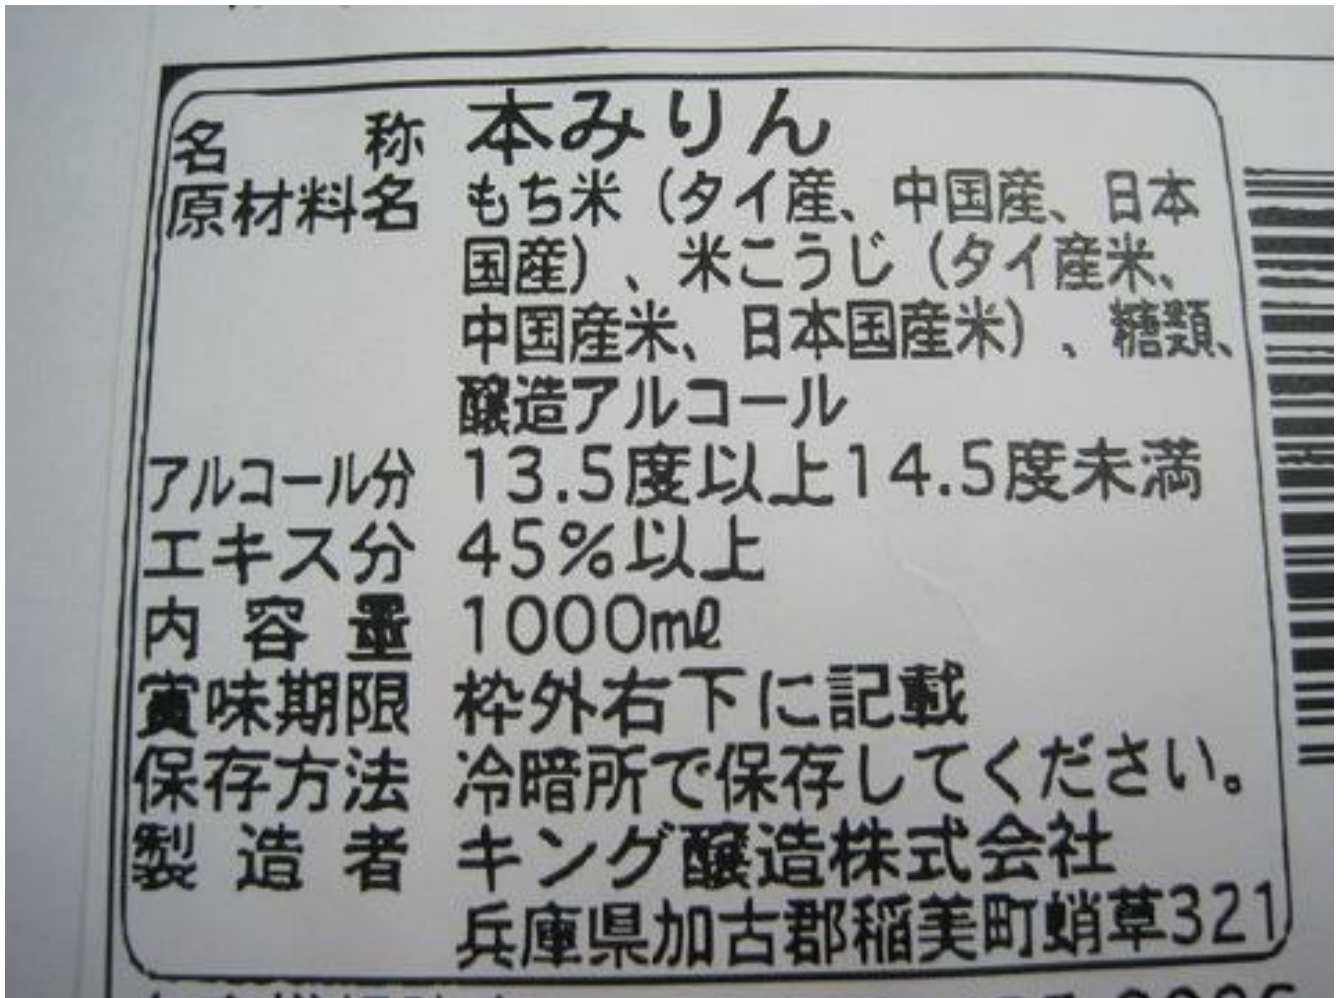 名称 本みりん
原材料名 もち米（タイ産、中国産、日本
国産）、米こうじ（タイ産米、
中国産米、日本国産米）、糖類、
醸造アルコール
アルコール分 13.5度以上14.5度未満
エキス分 45%以上
内容量 1000mℓ
賞味期限 枠外右下に記載
保存方法 冷暗所で保存してください。
製造者 キング醸造株式会社
兵庫県加古郡稲美町蛸草321